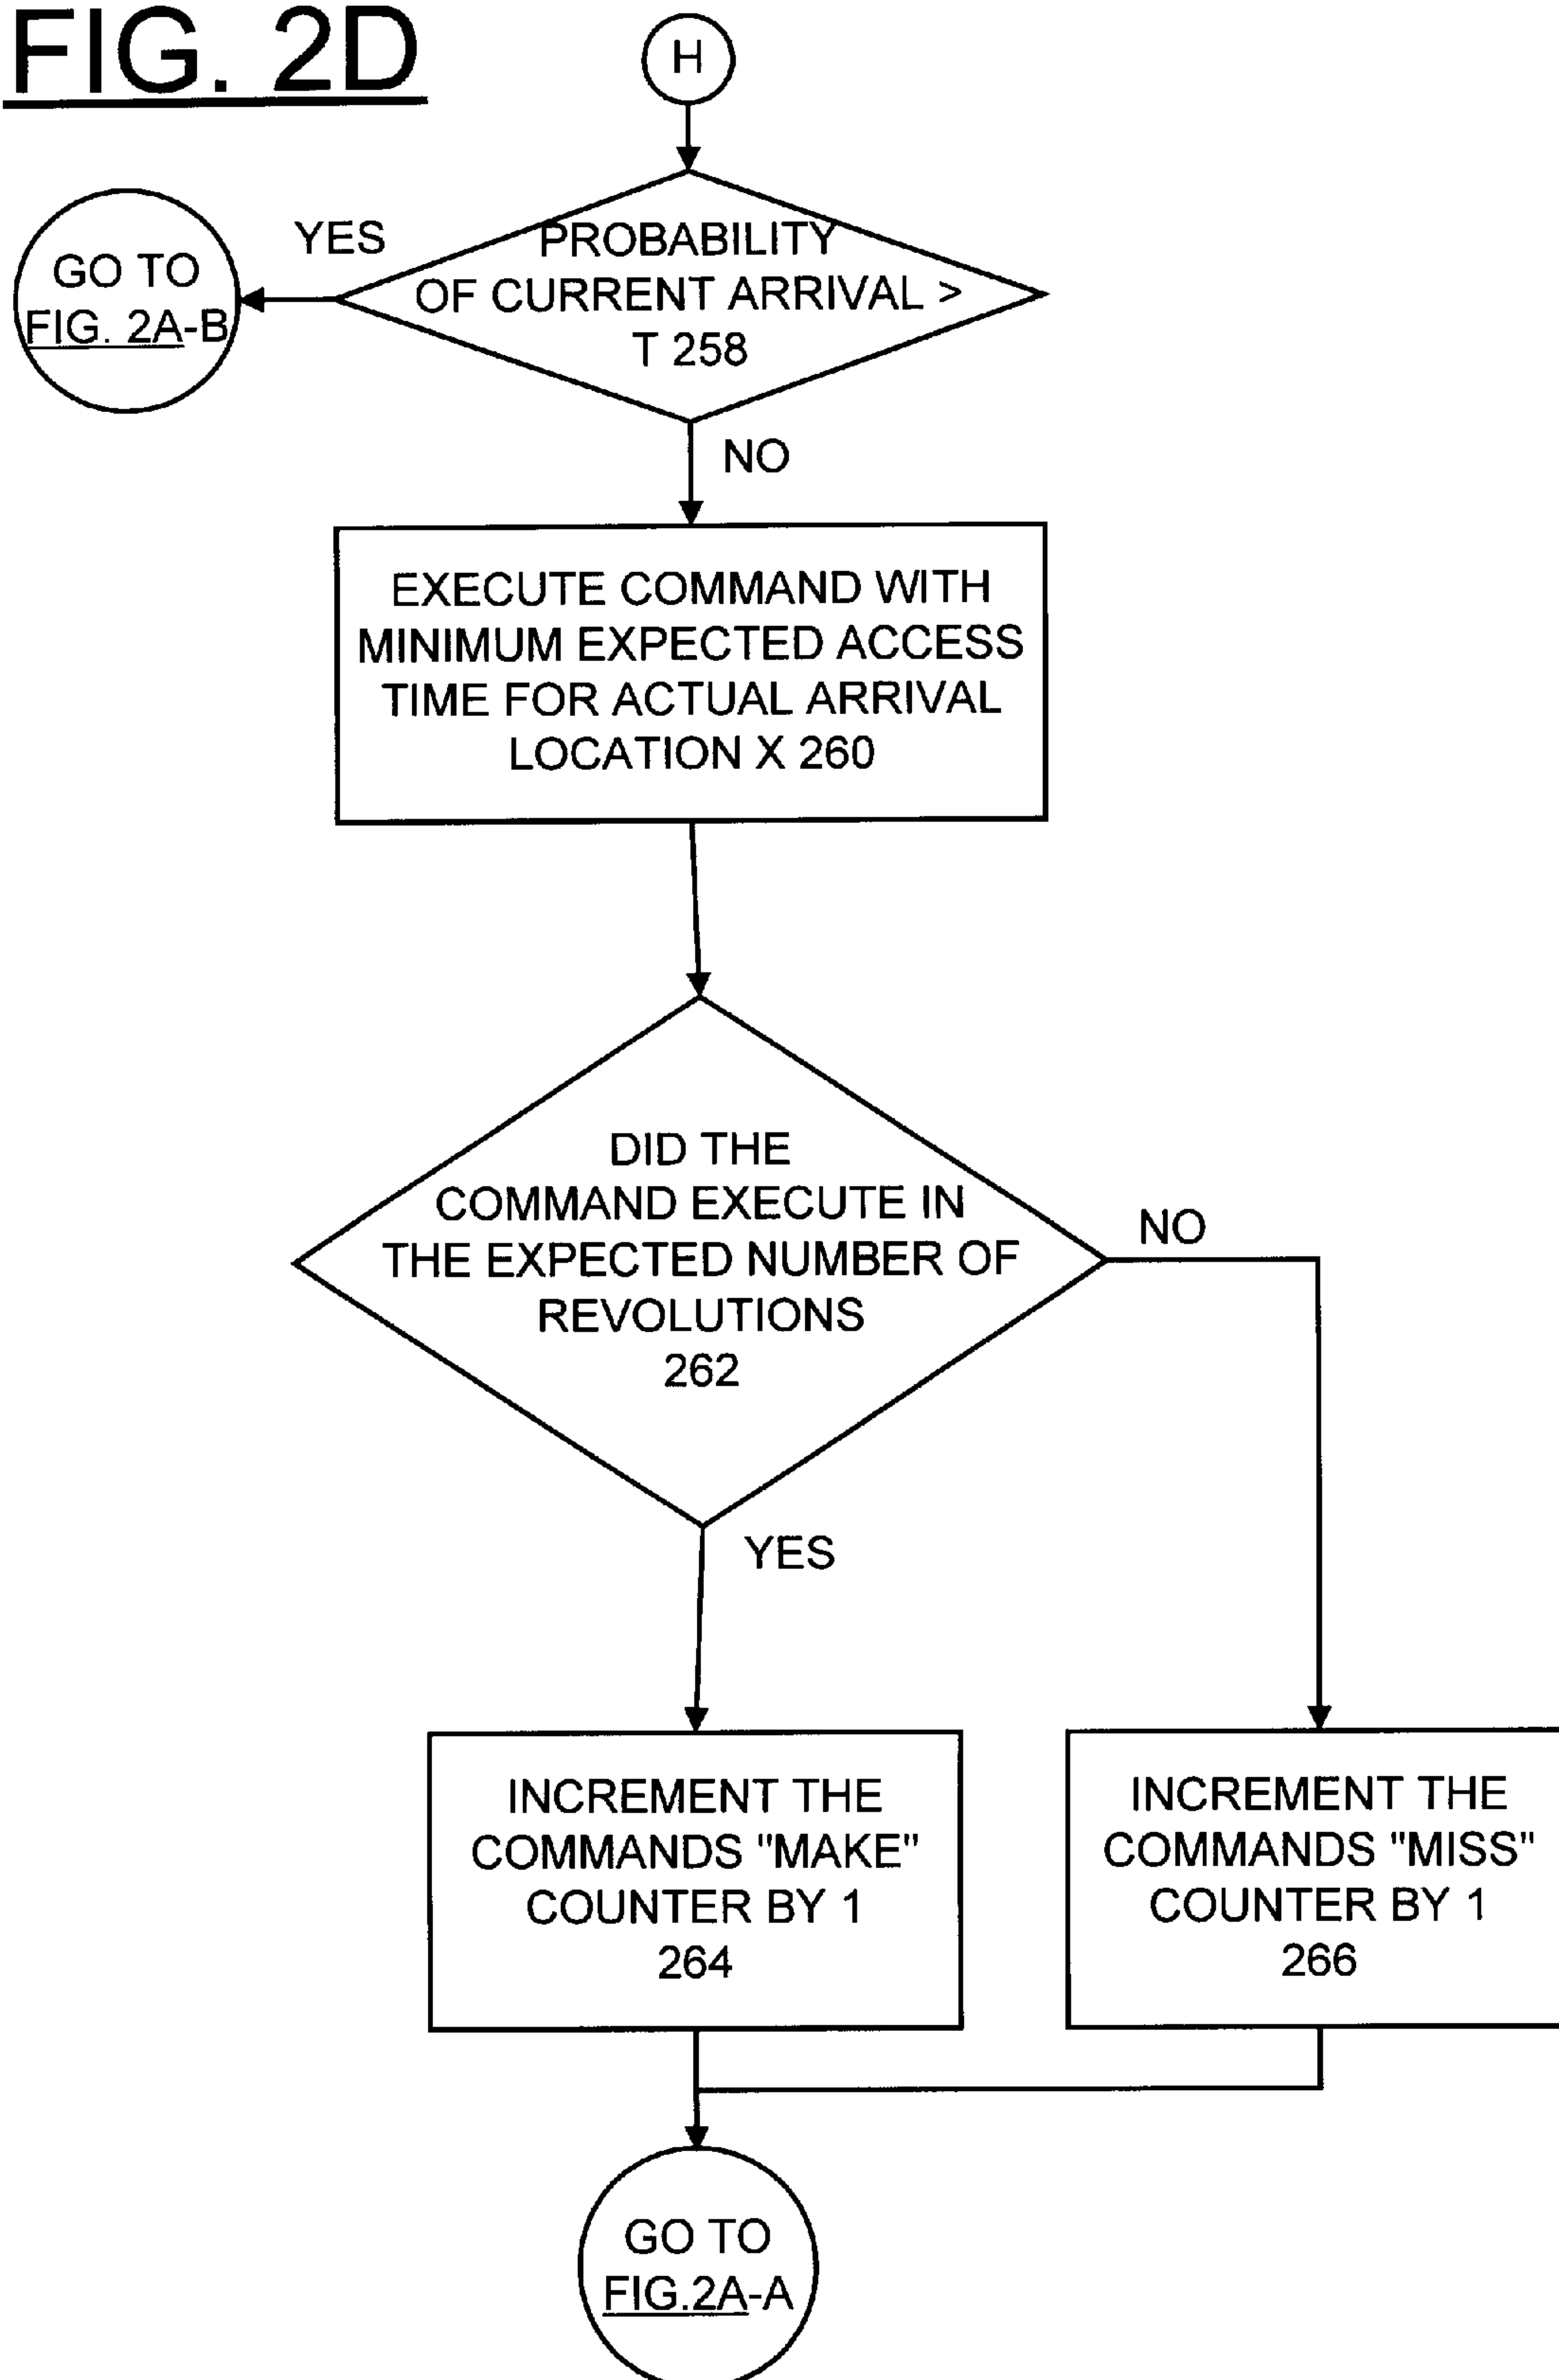 FIG. 2D
H
YES
PROBABILITY
OF CURRENT ARRIVAL >
T 258
GO TO
FIG. 2A-B
NO
EXECUTE COMMAND WITH
MINIMUM EXPECTED ACCESS
TIME FOR ACTUAL ARRIVAL
LOCATION X 260
DID THE
COMMAND EXECUTE IN
THE EXPECTED NUMBER OF
REVOLUTIONS
262
NO
YES
INCREMENT THE
COMMANDS "MAKE"
COUNTER BY 1
264
INCREMENT THE
COMMANDS "MISS"
COUNTER BY 1
266
GO TO
FIG.2A-A